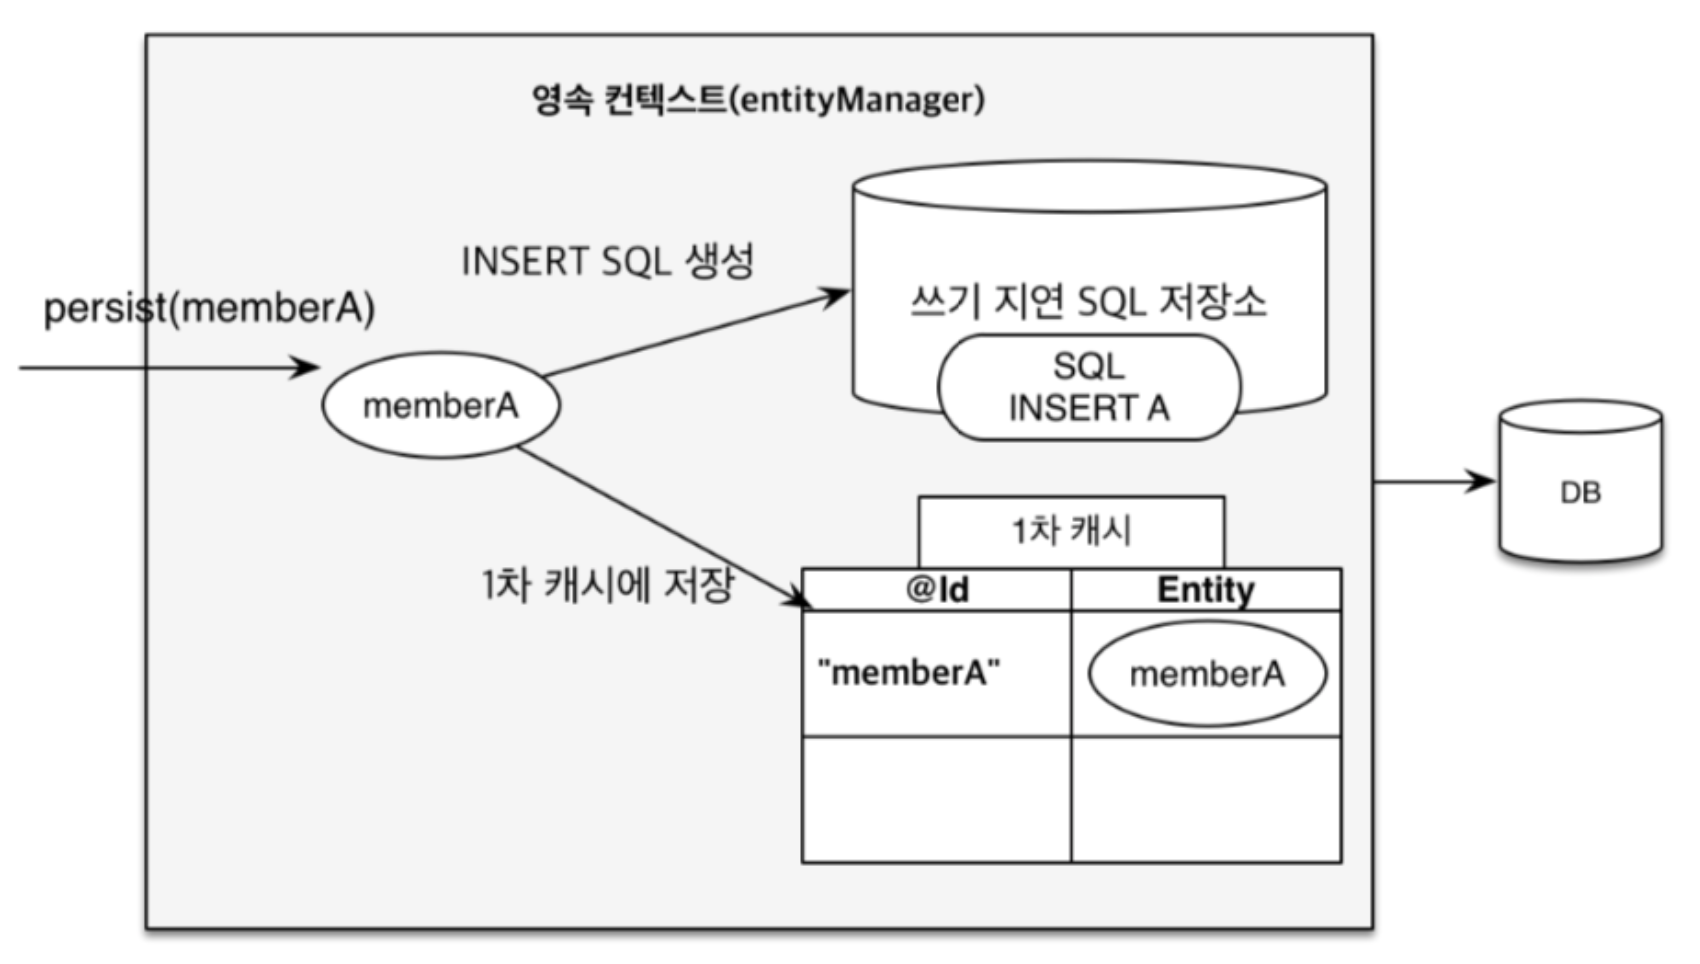 영속 컨텍스트(entityManager)
INSERT SQL 생성
persist(memberA)
memberA
쓰기 지연 SQL 저장소
SQL
INSERT A
DB
1차 캐시
1차 캐시에 저장
@Id Entity
"memberA" memberA